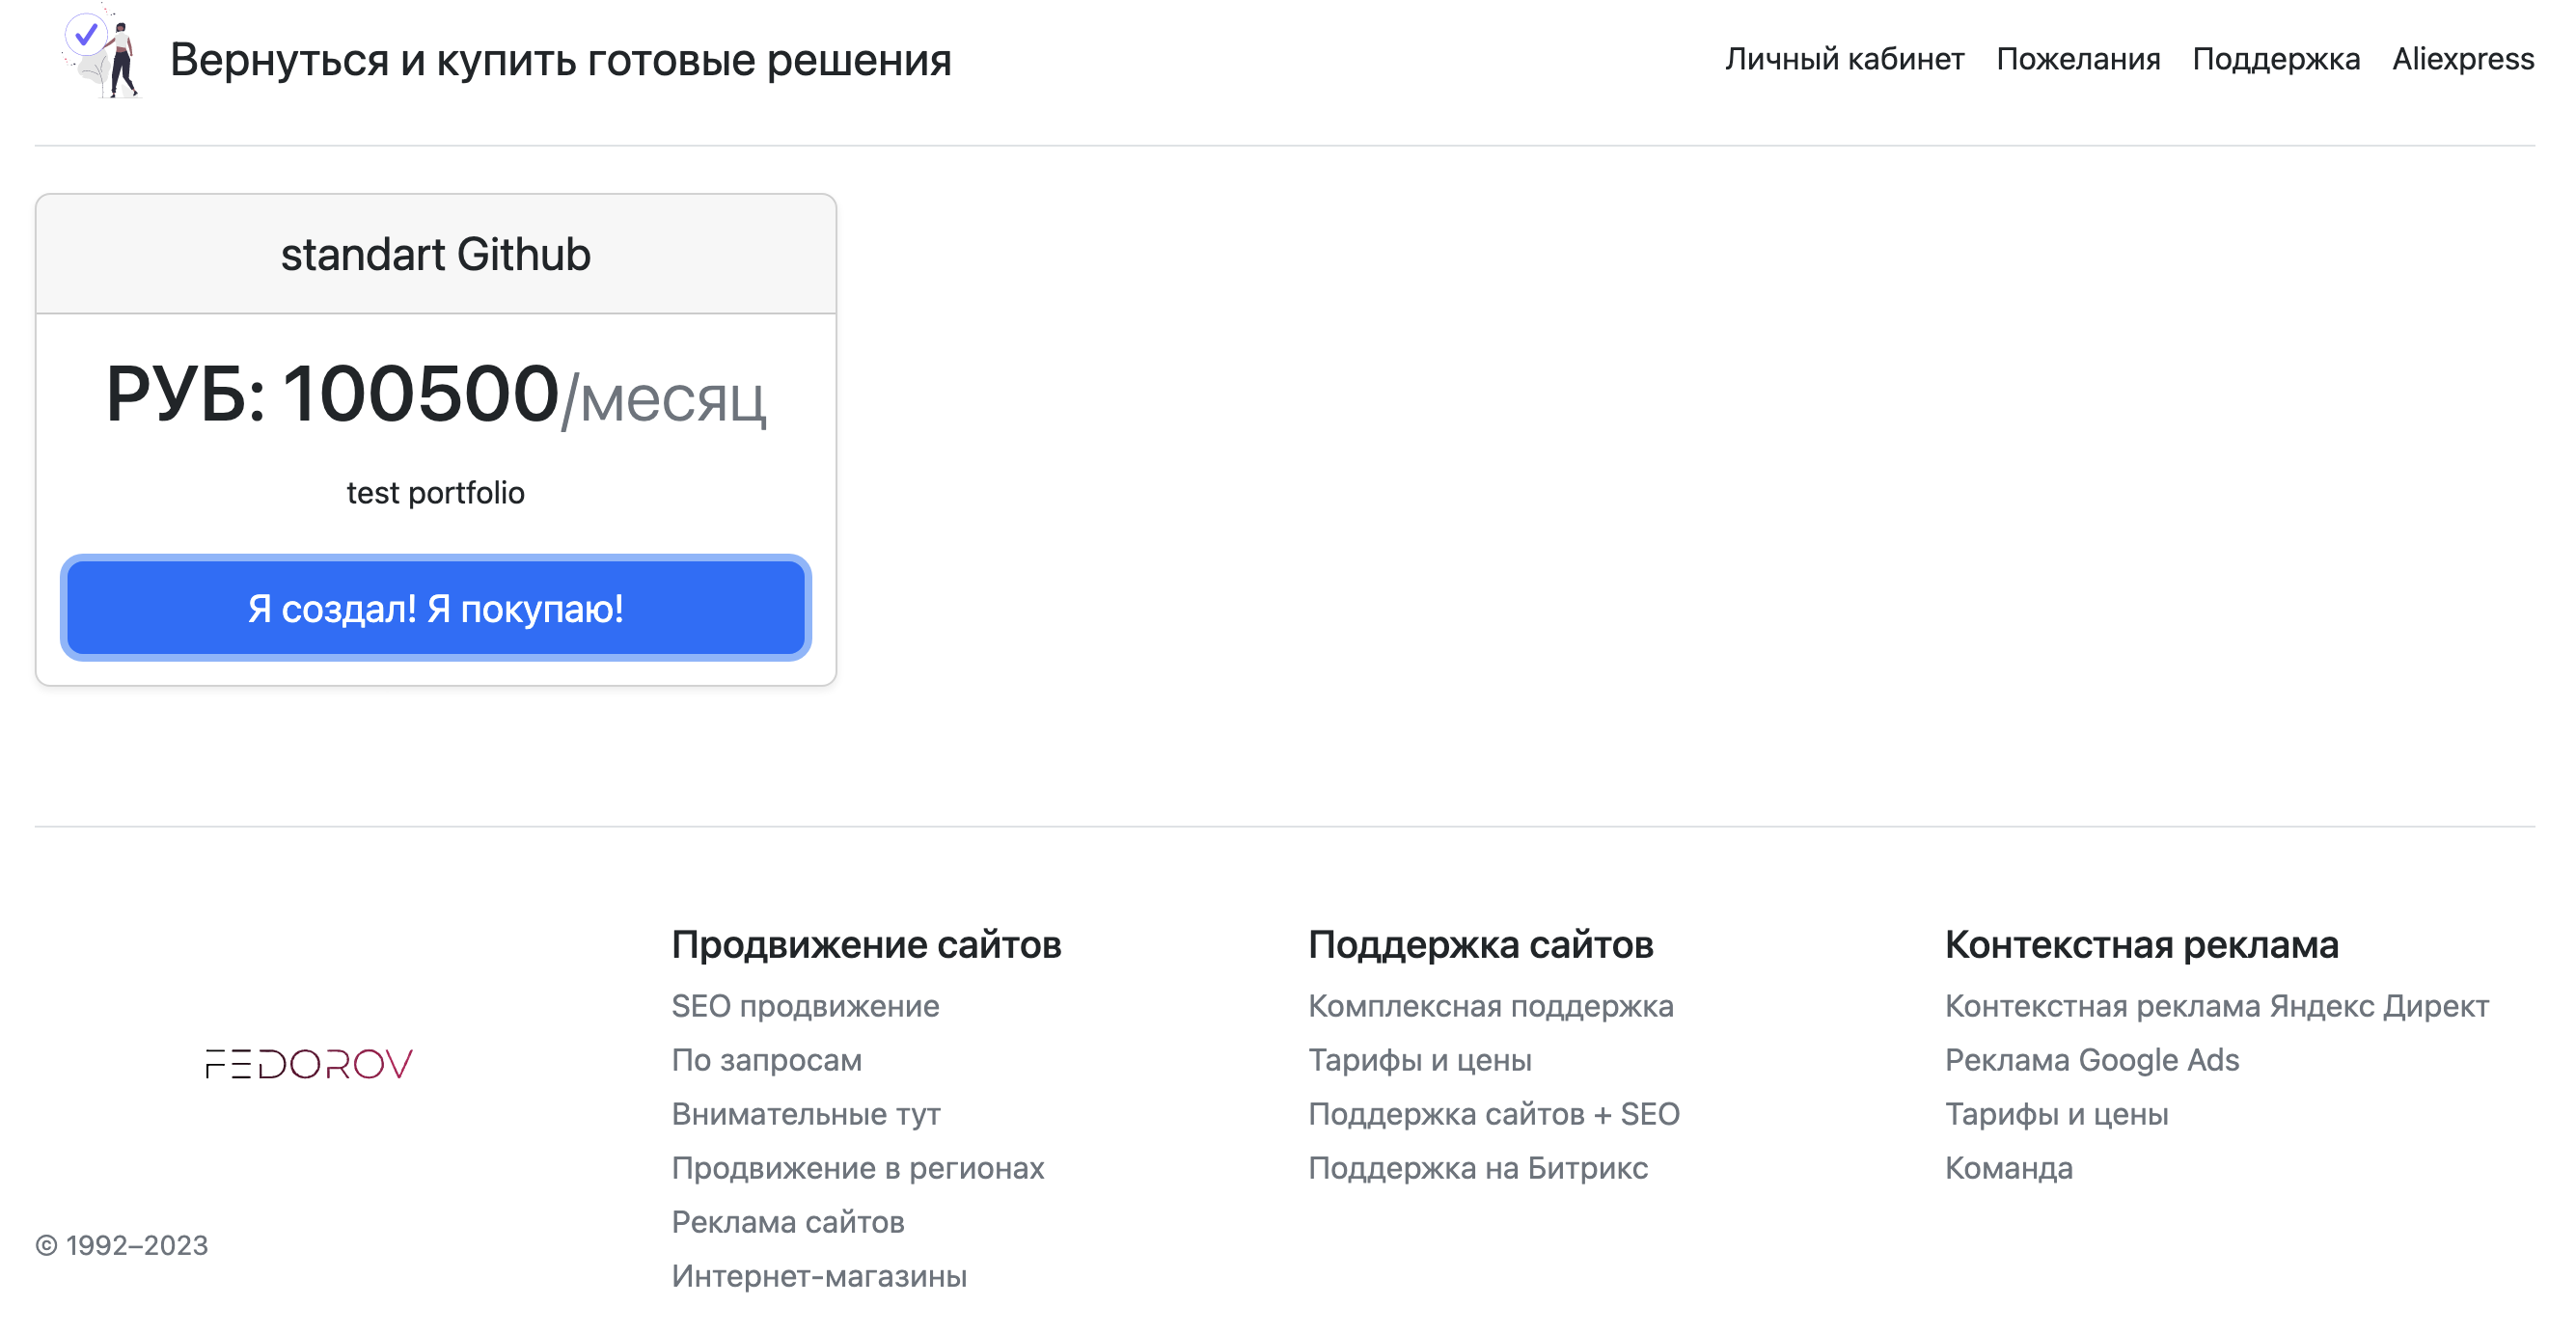 Вернуться и купить готовые решения
Личный кабинет Пожелания Поддержка Aliexpress
standart Github
РУБ: 100500/месяц
test portfolio
Я создал! Я покупаю!
FEDOROV
© 1992–2023
Продвижение сайтов
SEO продвижение
По запросам
Внимательные тут
Продвижение в регионах
Реклама сайтов
Интернет-магазины
Поддержка сайтов
Комплексная поддержка
Тарифы и цены
Поддержка сайтов + SEO
Поддержка на Битрикс
Контекстная реклама
Контекстная реклама Яндекс Директ
Реклама Google Ads
Тарифы и цены
Команда